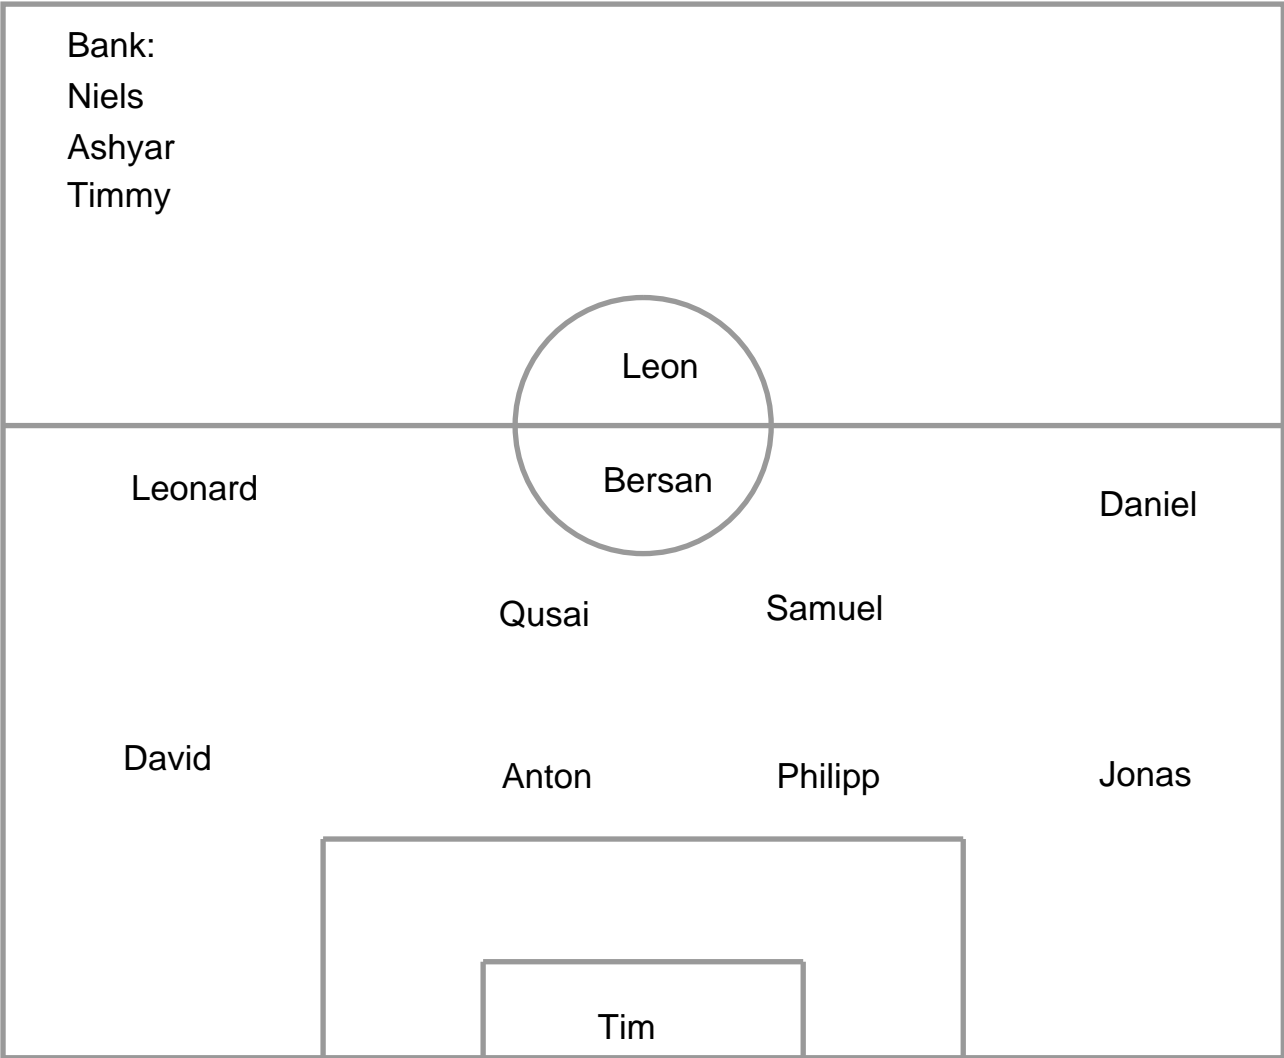 Bank:
Niels
Ashyar
Timmy
Leon
Bersan
Leonard
Daniel
Qusai
Samuel
David
Anton
Philipp
Jonas
Tim